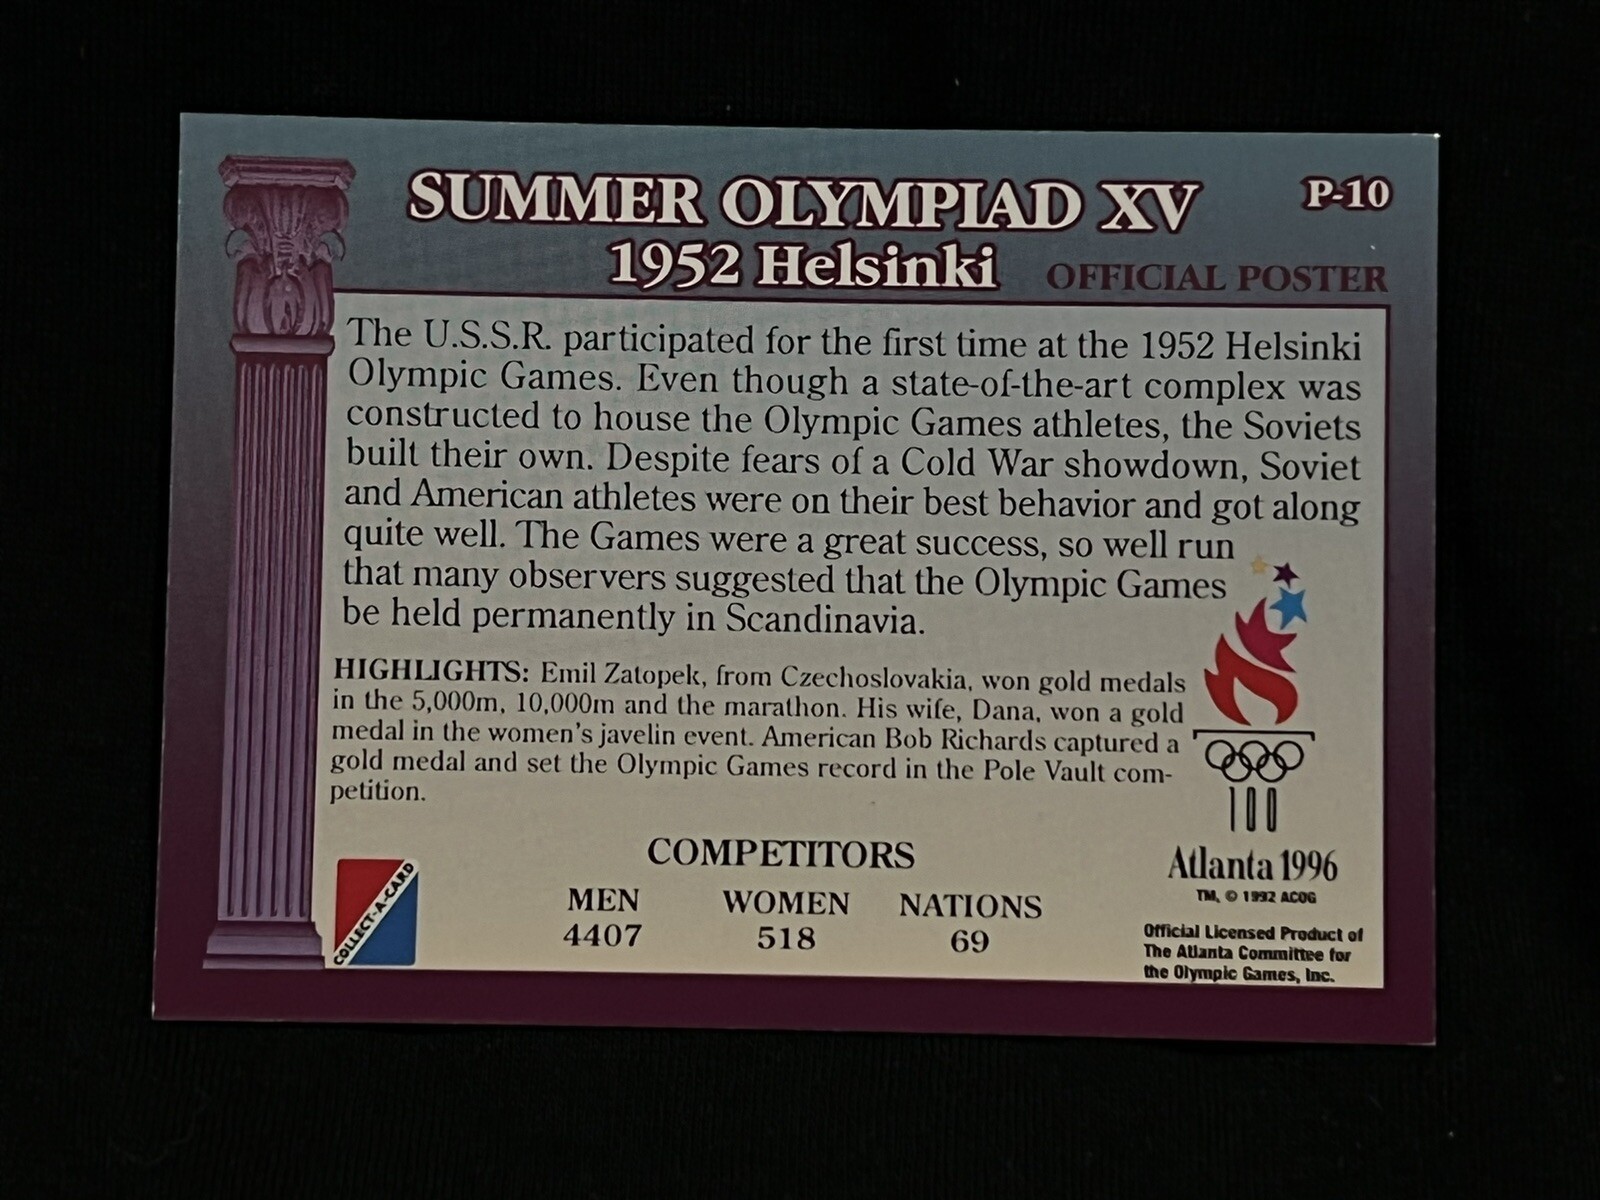 SUMMER OLYMPIAD XV
P-10
1952 Helsinki
OFFICIAL POSTER
The U.S.S.R. participated for the first time at the 1952 Helsinki
Olympic Games. Even though a state-of-the-art complex was
constructed to house the Olympic Games athletes, the Soviets
built their own. Despite fears of a Cold War showdown, Soviet
and American athletes were on their best behavior and got along
quite well. The Games were a great success, so well run
that many observers suggested that the Olympic Games
be held permanently in Scandinavia.
HIGHLIGHTS: Emil Zatopek, from Czechoslovakia, won gold medals
in the 5,000m, 10,000m and the marathon. His wife, Dana, won a gold
medal in the women's javelin event. American Bob Richards captured a
gold medal and set the Olympic Games record in the Pole Vault com-
petition.
COMPETITORS
MEN WOMEN NATIONS
4407 518 69
COLLECT-A-CARD
100
Atlanta 1996
TM, © 1992 ACOG
Official Licensed Product of
The Atlanta Committee for
the Olympic Games, Inc.